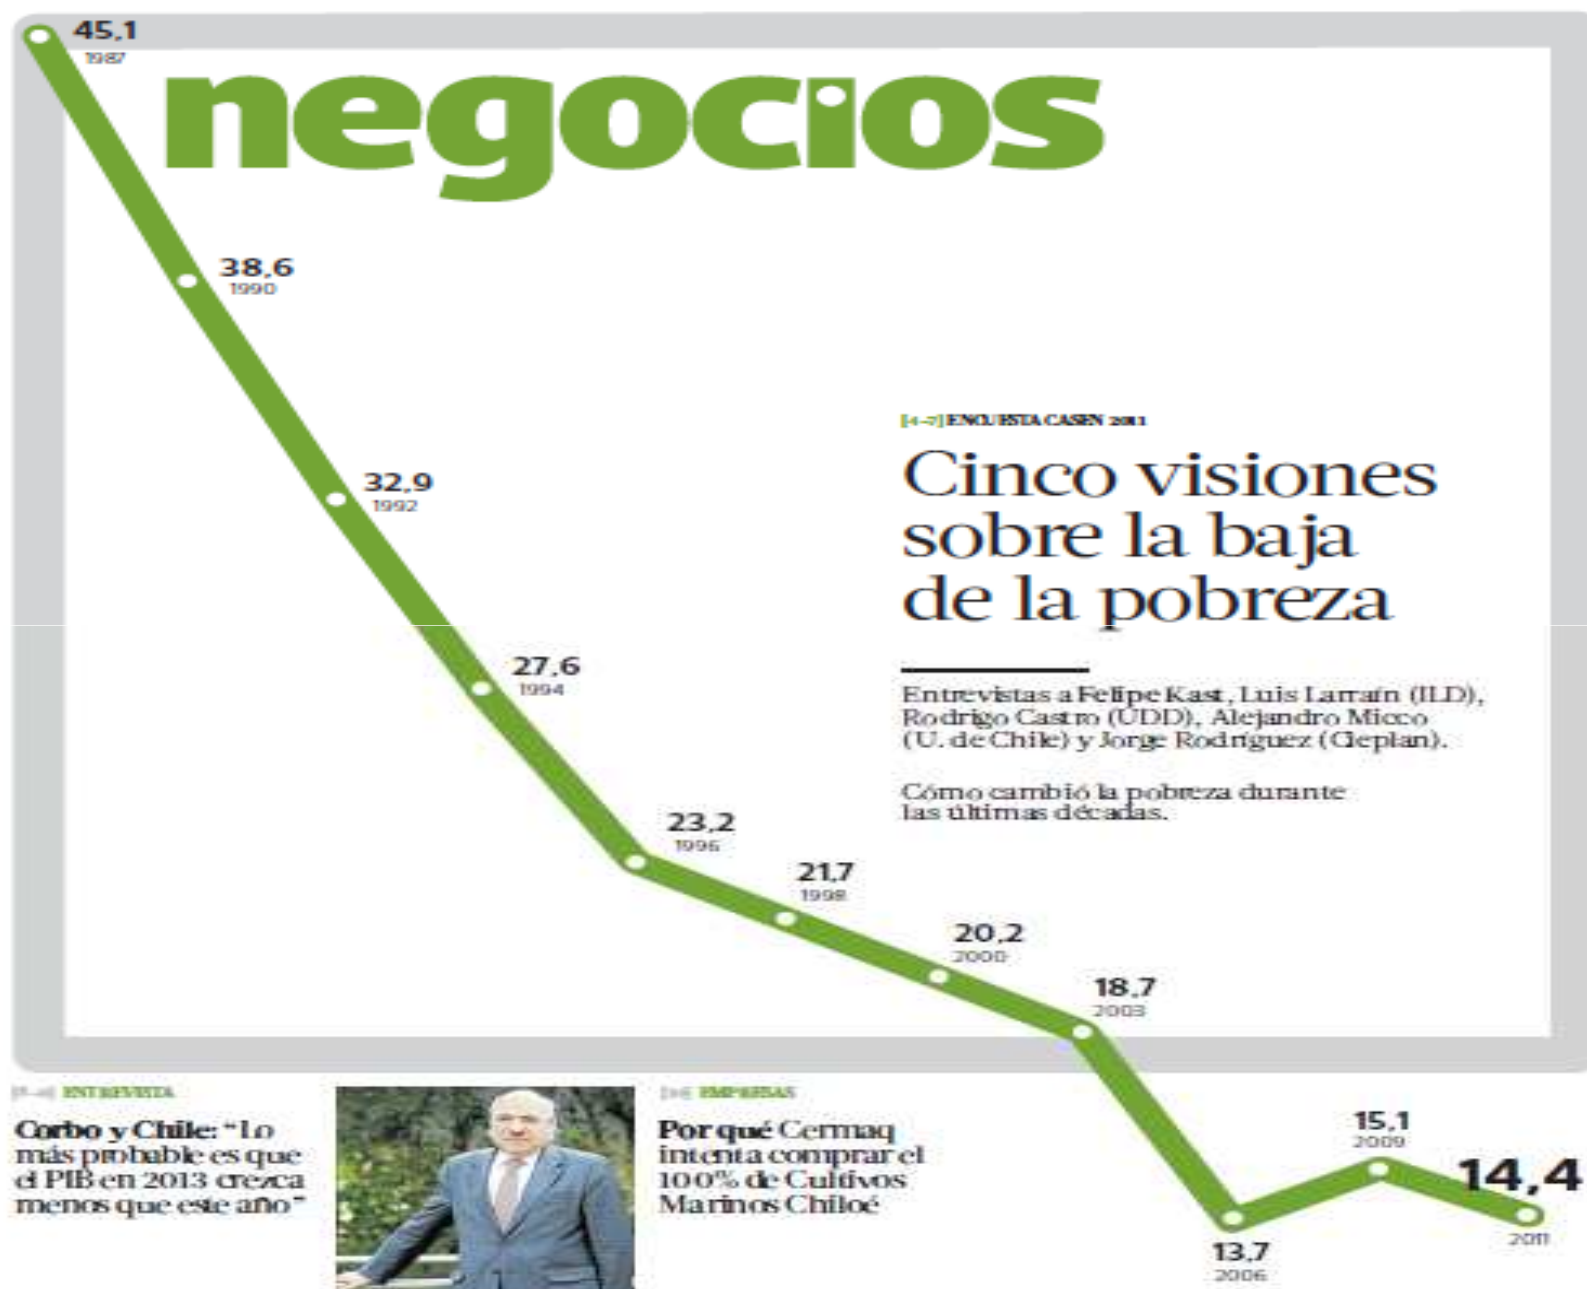 45,1
1987
negocios
38,6
1990
32,9
1992
[4-7] ENCUESTA CASEN 2011
Cinco visiones
sobre la baja
de la pobreza
Entrevistas a Felipe Kast, Luis Larraín (ILD),
Rodrigo Castro (UDD), Alejandro Micco
(U. de Chile) y Jorge Rodríguez (Cieplan).
Cómo cambió la pobreza durante
las últimas décadas.
27,6
1994
23,2
1996
21,7
1998
20,2
2000
18,7
2003
13,7
2006
15,1
2009
14,4
2011
ENTREVISTA
Corbo y Chile: “Lo
más probable es que
el PIB en 2013 crezca
menos que este año”
EMPRESAS
Por qué Cermaq
intenta comprar el
100% de Cultivos
Marinos Chiloé